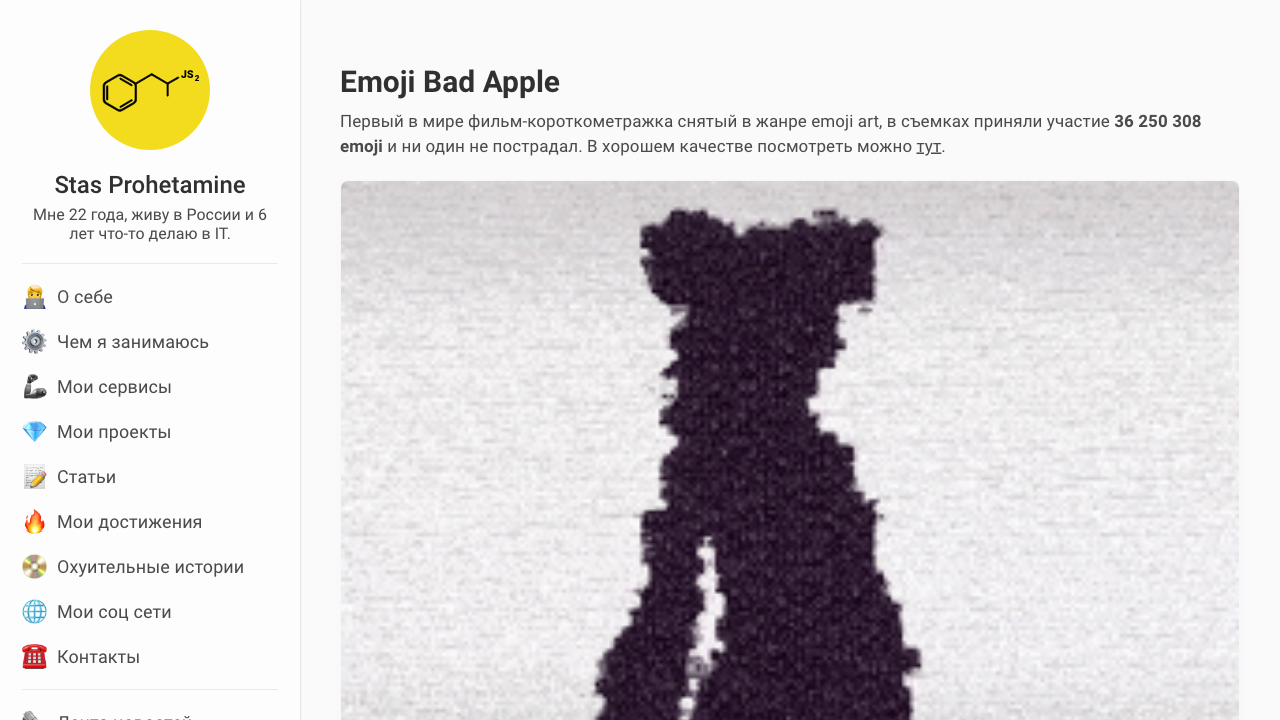 JS2
Stas Prohetamine
Мне 22 года, живу в России и 6
лет что-то делаю в IT.
О себе
Чем я занимаюсь
Мои сервисы
Мои проекты
Статьи
Мои достижения
Охуительные истории
Мои соц сети
Контакты
Лента новостей
Emoji Bad Apple
Первый в мире фильм-короткометражка снятый в жанре emoji art, в съемках приняли участие 36 250 308
emoji и ни один не пострадал. В хорошем качестве посмотреть можно тут.